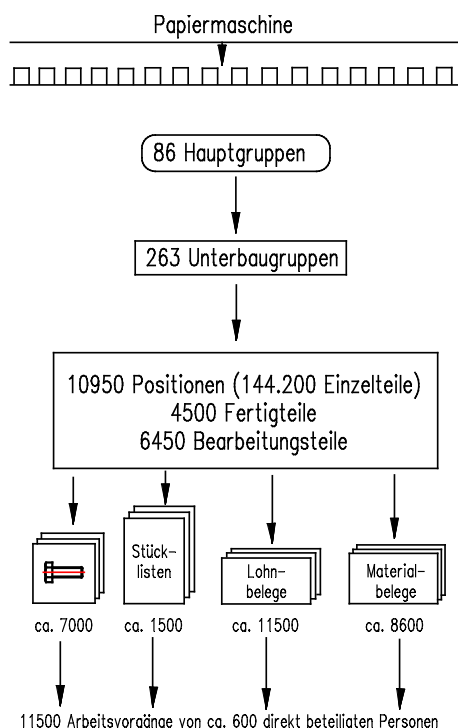 Papiermaschine
86 Hauptgruppen
263 Unterbaugruppen
10950 Positionen (144.200 Einzelteile)
4500 Fertigteile
6450 Bearbeitungsteile
Stück-
listen
Lohn-
belege
Material-
belege
ca. 7000
ca. 1500
ca. 11500
ca. 8600
11500 Arbeitsvorgänge von ca. 600 direkt beteiligten Personen